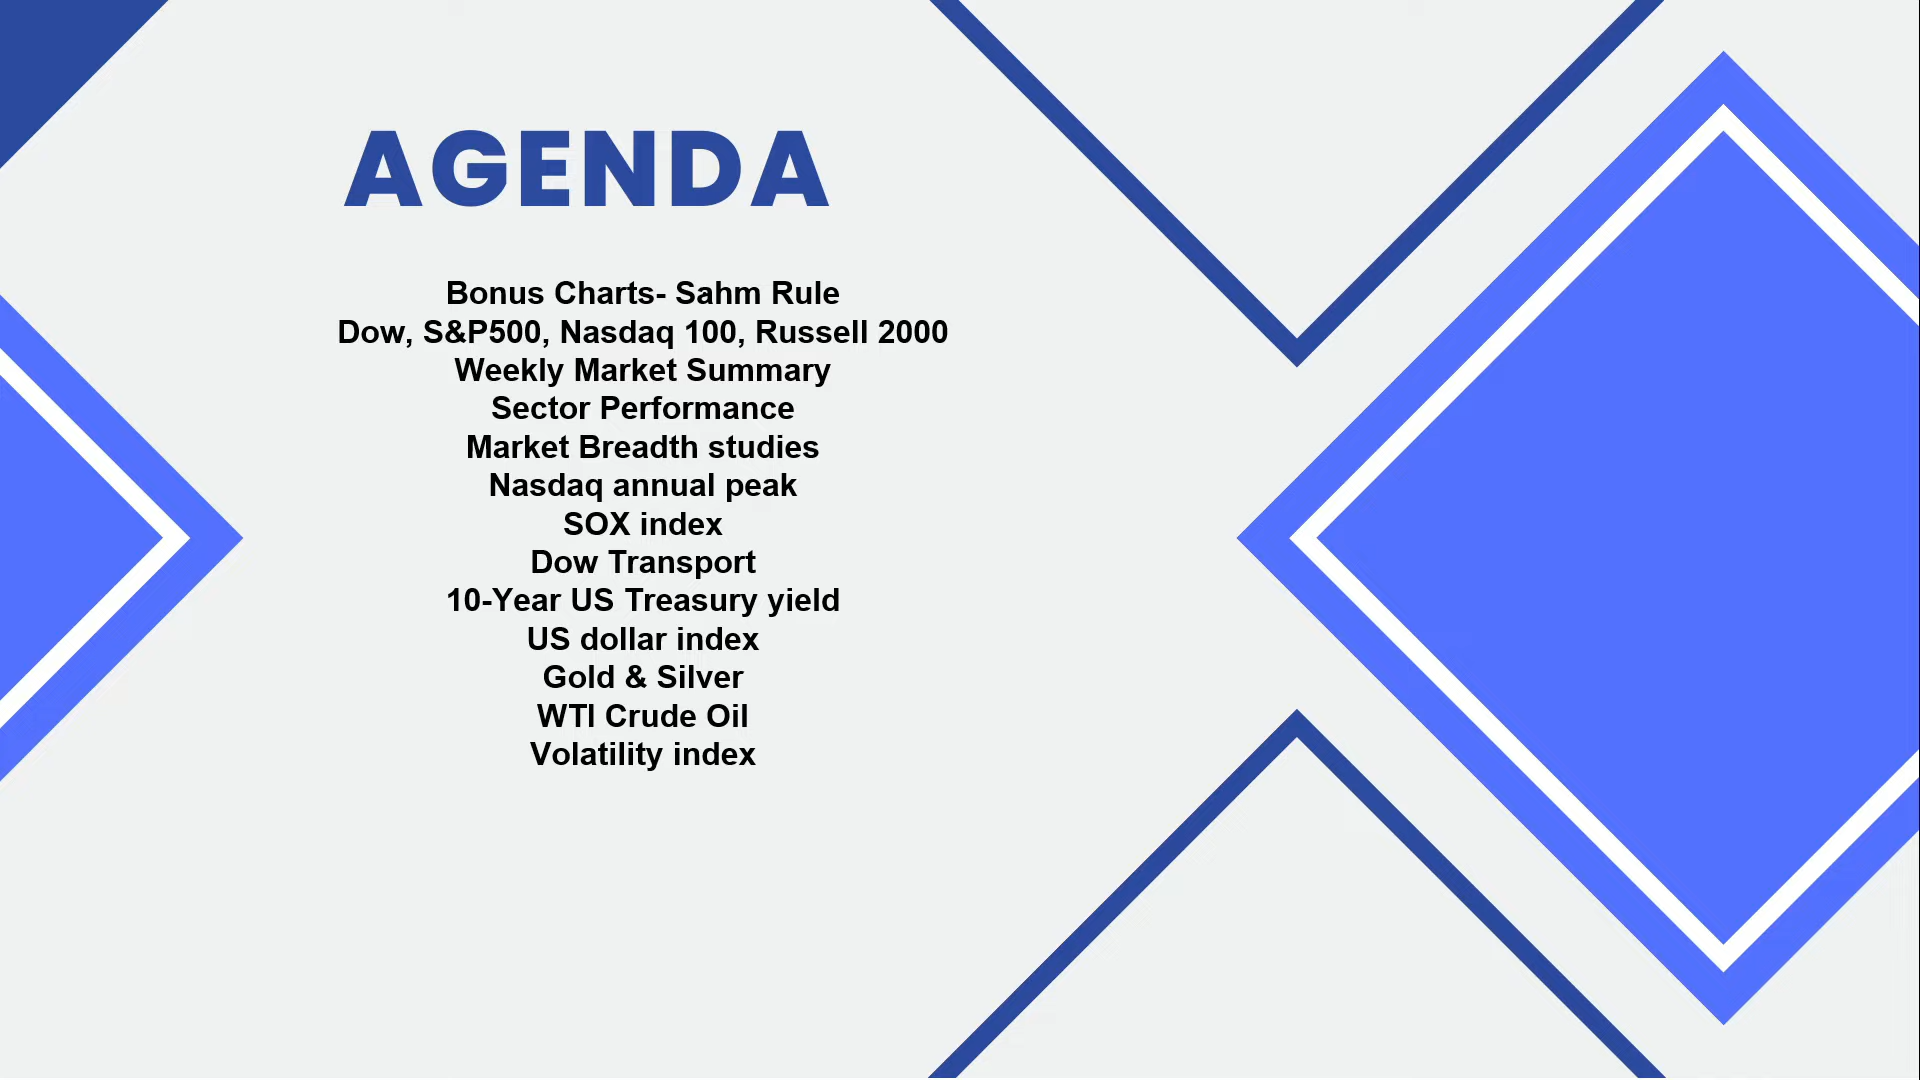 AGENDA
Bonus Charts- Sahm Rule
Dow, S&P500, Nasdaq 100, Russell 2000
Weekly Market Summary
Sector Performance
Market Breadth studies
Nasdaq annual peak
SOX index
Dow Transport
10-Year US Treasury yield
US dollar index
Gold & Silver
WTI Crude Oil
Volatility index